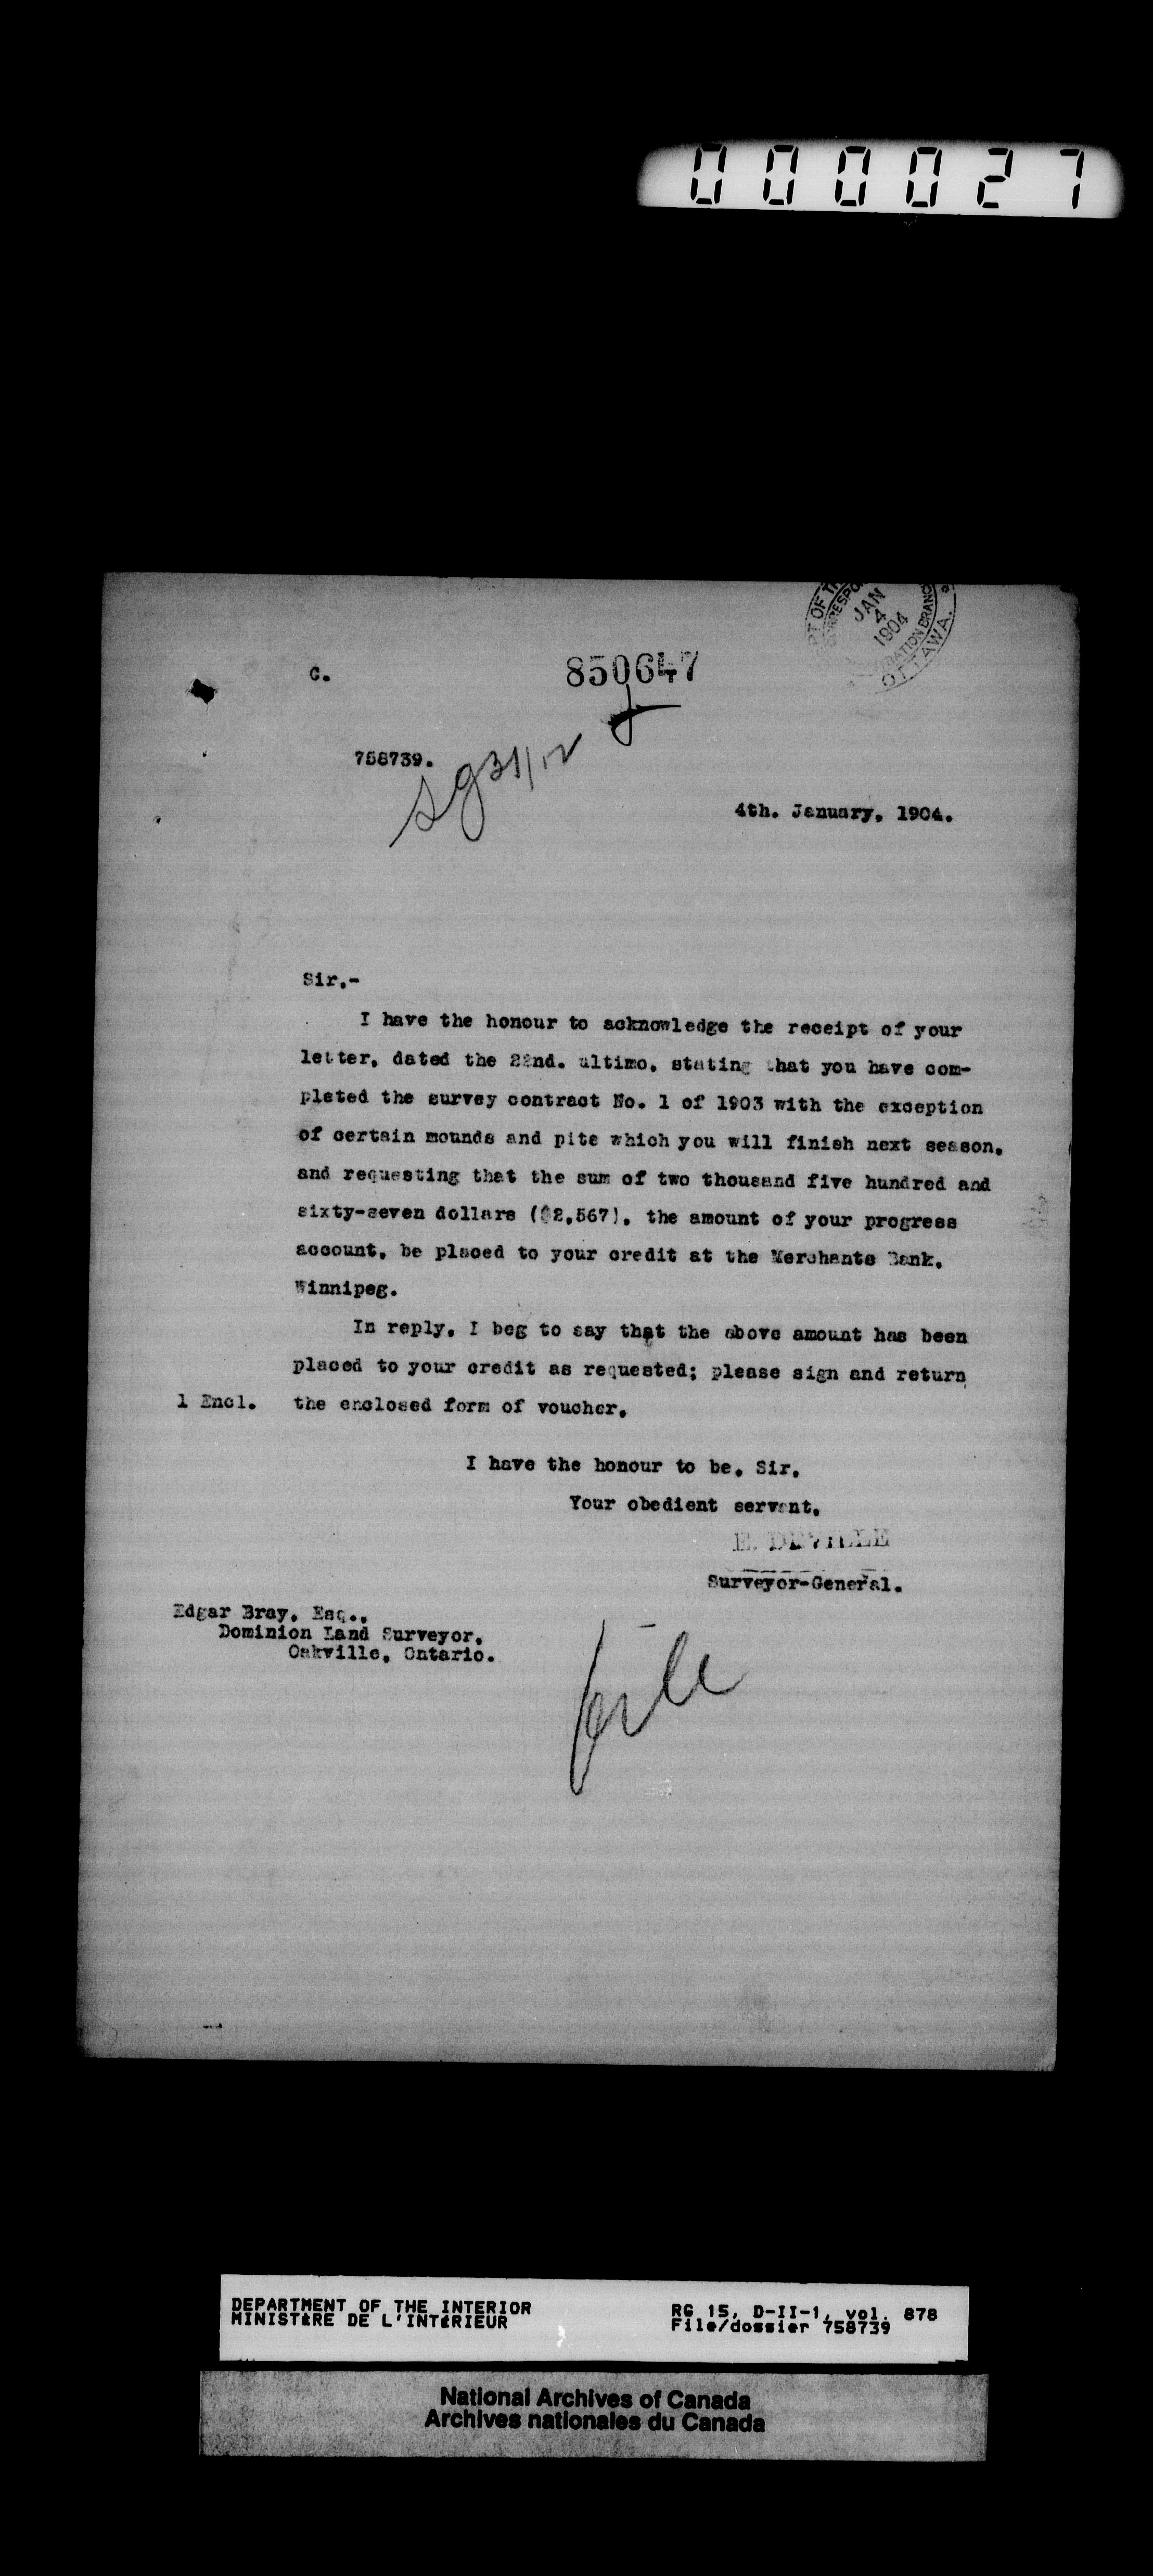 000027
JAN
4
1904
OTTAWA.
C.
850647
758739.
SG 31/12
4th. January, 1904.
Sir,-
I have the honour to acknowledge the receipt of your
letter, dated the 22nd. ultimo, stating that you have com-
pleted the survey contract No. 1 of 1903 with the exception
of certain mounds and pits which you will finish next season,
and requesting that the sum of two thousand five hundred and
sixty-seven dollars ($2,567), the amount of your progress
account, be placed to your credit at the Merchants Bank,
Winnipeg.
In reply, I beg to say that the above amount has been
placed to your credit as requested; please sign and return
1 Encl. the enclosed form of voucher.
I have the honour to be, Sir,
Your obedient servant,
E. DEVILLE
Surveyor-General.
Edgar Bray, Esq.,
Dominion Land Surveyor,
Oakville, Ontario.
file
DEPARTMENT OF THE INTERIOR
MINISTÈRE DE L'INTÉRIEUR
RG 15, D-II-1, vol. 878
File/dossier 758739
National Archives of Canada
Archives nationales du Canada